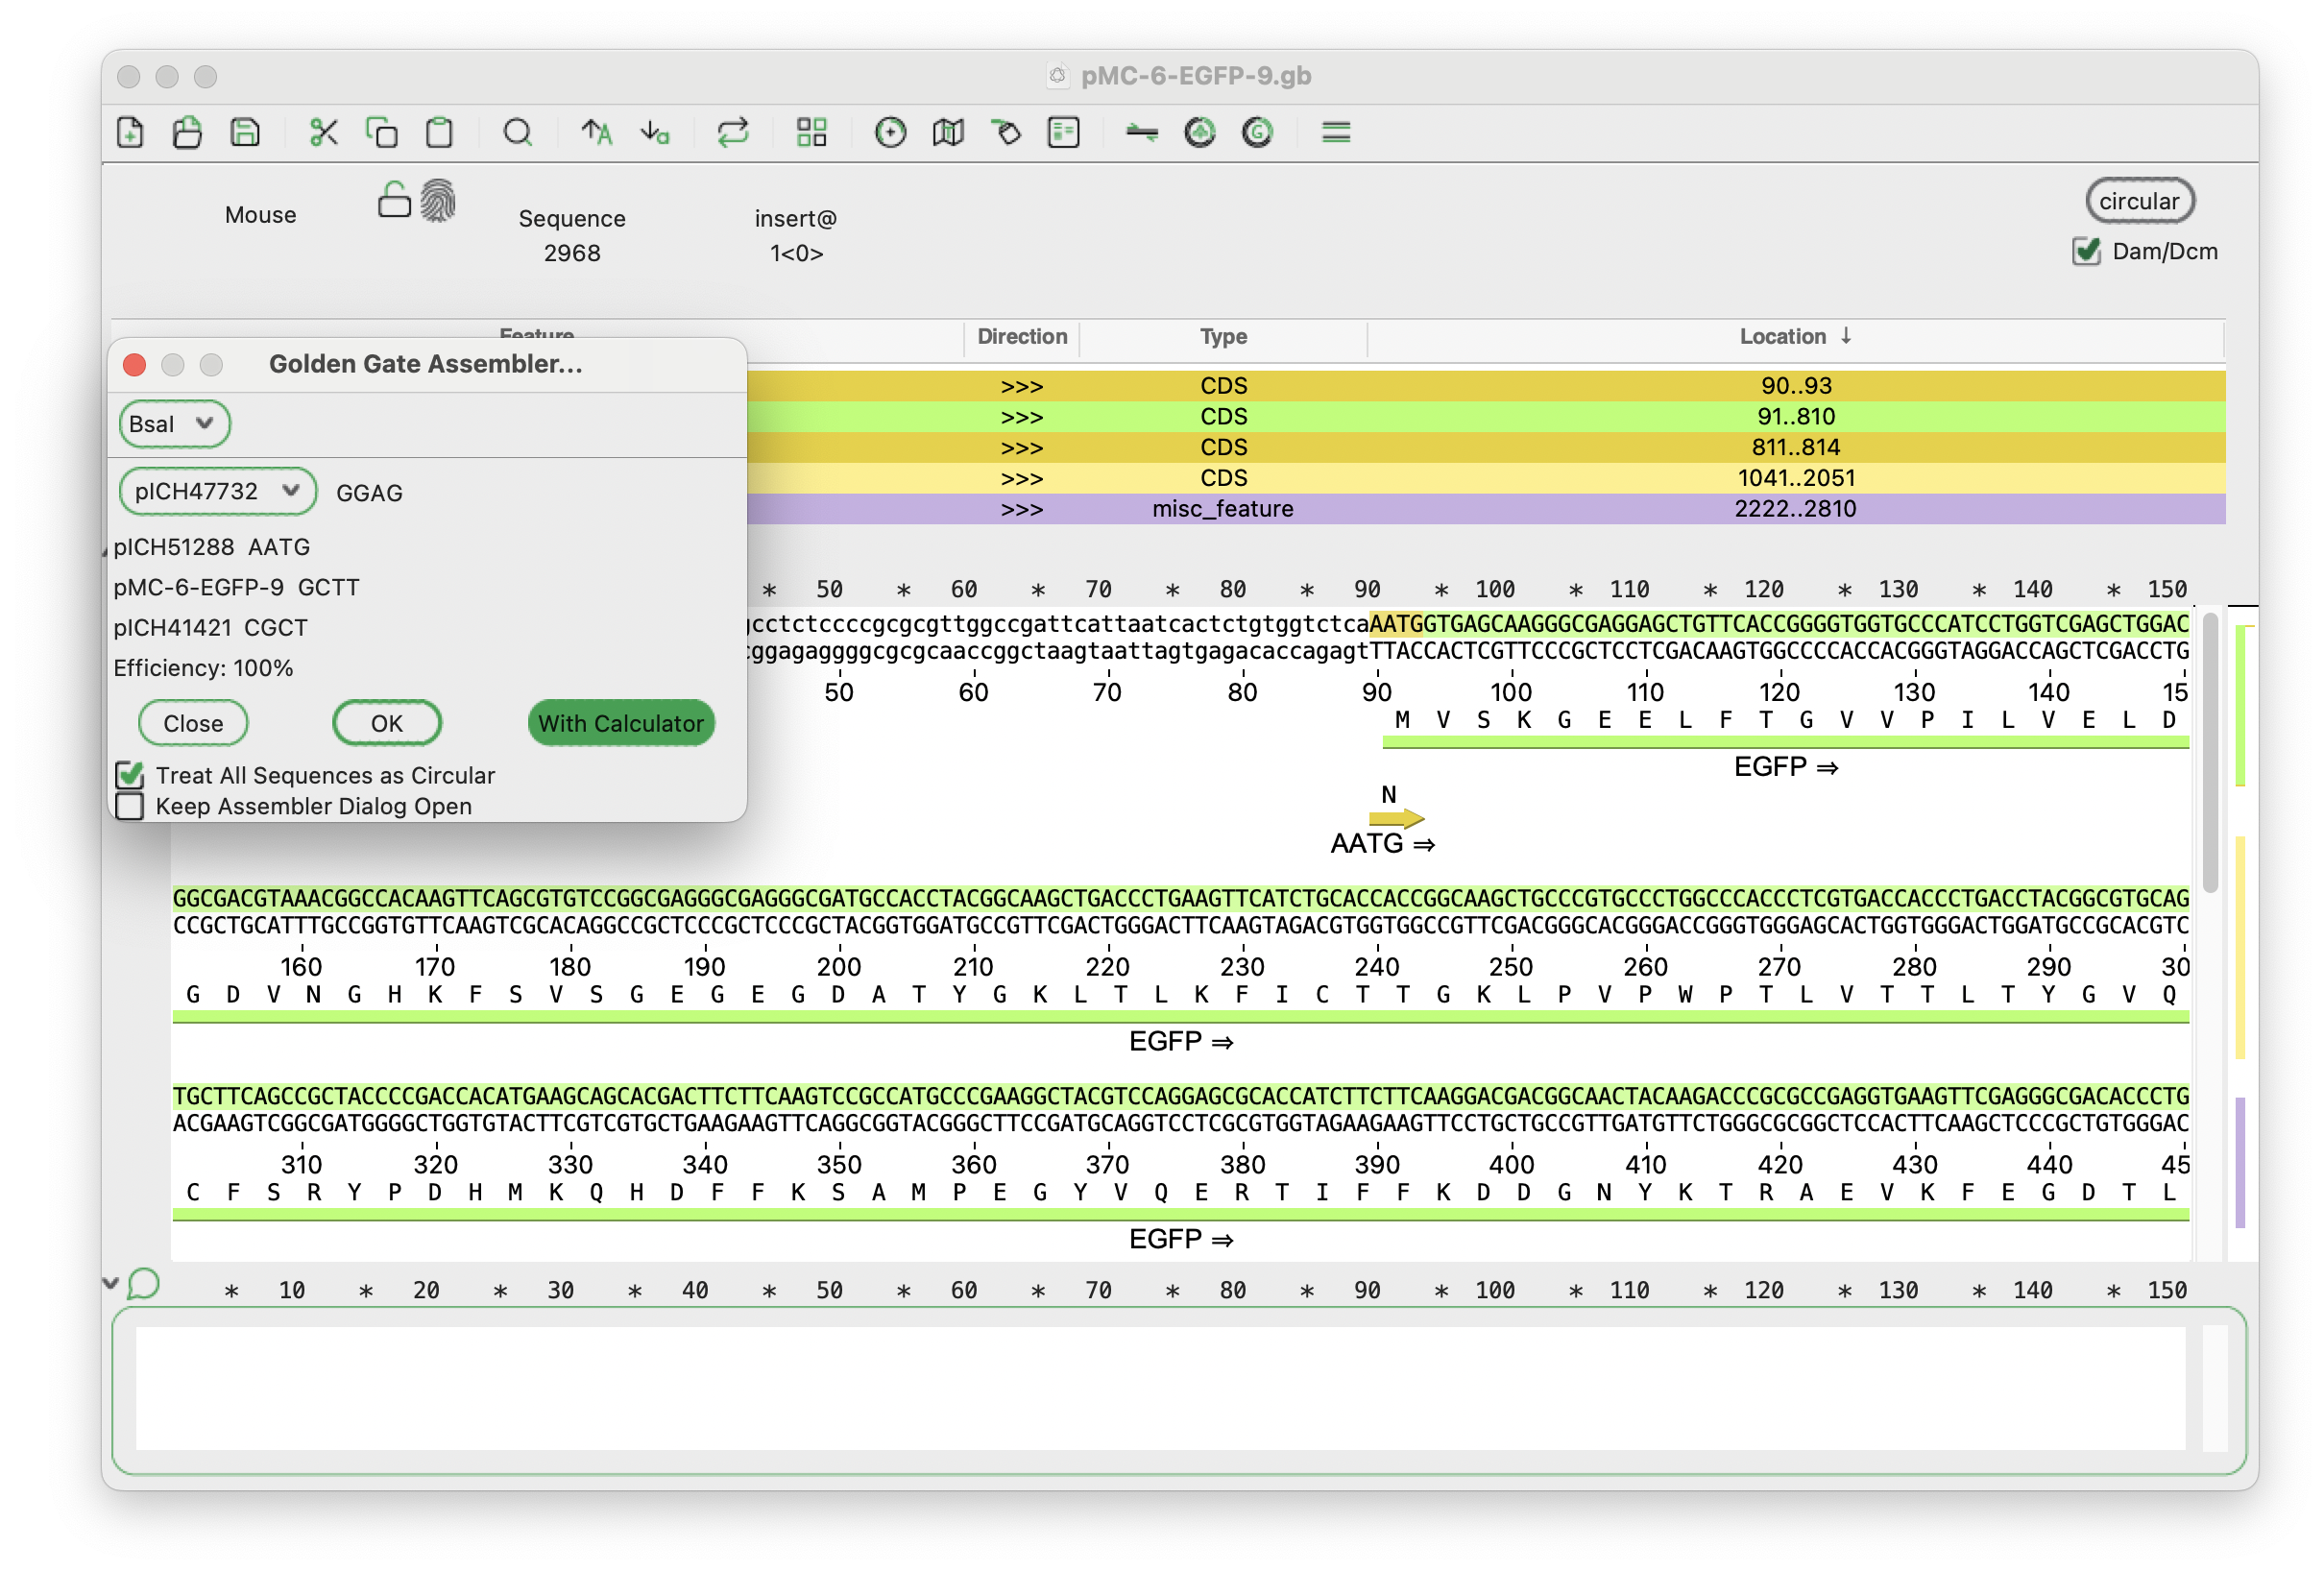 pMC-6-EGFP-9.gb
Mouse
Sequence
2968
insert@
1<0>
circular
Dam/Dcm
Feature Direction Type Location ↓
>>> CDS 90..93
>>> CDS 91..810
>>> CDS 811..814
>>> CDS 1041..2051
>>> misc_feature 2222..2810
Golden Gate Assembler...
BsaI
pICH47732 GGAG
pICH51288 AATG
pMC-6-EGFP-9 GCTT
pICH41421 CGCT
Efficiency: 100%
Close OK With Calculator
Treat All Sequences as Circular
Keep Assembler Dialog Open
* 50 * 60 * 70 * 80 * 90 * 100 * 110 * 120 * 130 * 140 * 150
gcctctccccgcgcgttggccgattcattaatcactctgtggtctcaAATGGTGAGCAAGGGCGAGGAGCTGTTCACCGGGGTGGTGCCCATCCTGGTCGAGCTGGAC
cggagaggggcgcgcaaccggctaagtaattagtgagacaccagagtTTACCACTCGTTCCCGCTCCTCGACAAGTGGCCCCACCACGGGTAGGACCAGCTCGACCTG
50 60 70 80 90 100 110 120 130 140 15
M V S K G E E L F T G V V P I L V E L D
EGFP ⇒
N
AATG ⇒
GGCGACGTAAACGGCCACAAGTTCAGCGTGTCCGGCGAGGGCGAGGGCGATGCCACCTACGGCAAGCTGACCCTGAAGTTCATCTGCACCACCGGCAAGCTGCCCGTGCCCTGGCCCACCCTCGTGACCACCCTGACCTACGGCGTGCAG
CCGCTGCATTTGCCGGTGTTCAAGTCGCACAGGCCGCTCCCGCTCCCGCTACGGTGGATGCCGTTCGACTGGGACTTCAAGTAGACGTGGTGGCCGTTCGACGGGCACGGGACCGGGTGGGAGCACTGGTGGGACTGGATGCCGCACGTC
160 170 180 190 200 210 220 230 240 250 260 270 280 290 30
G D V N G H K F S V S G E G E G D A T Y G K L T L K F I C T T G K L P V P W P T L V T T L T Y G V Q
EGFP ⇒
TGCTTCAGCCGCTACCCCGACCACATGAAGCAGCACGACTTCTTCAAGTCCGCCATGCCCGAAGGCTACGTCCAGGAGCGCACCATCTTCTTCAAGGACGACGGCAACTACAAGACCCGCGCCGAGGTGAAGTTCGAGGGCGACACCCTG
ACGAAGTCGGCGATGGGGCTGGTGTACTTCGTCGTGCTGAAGAAGTTCAGGCGGTACGGGCTTCCGATGCAGGTCCTCGCGTGGTAGAAGAAGTTCCTGCTGCCGTTGATGTTCTGGGCGCGGCTCCACTTCAAGCTCCCGCTGTGGGAC
310 320 330 340 350 360 370 380 390 400 410 420 430 440 45
C F S R Y P D H M K Q H D F F K S A M P E G Y V Q E R T I F F K D D G N Y K T R A E V K F E G D T L
EGFP ⇒
* 10 * 20 * 30 * 40 * 50 * 60 * 70 * 80 * 90 * 100 * 110 * 120 * 130 * 140 * 150